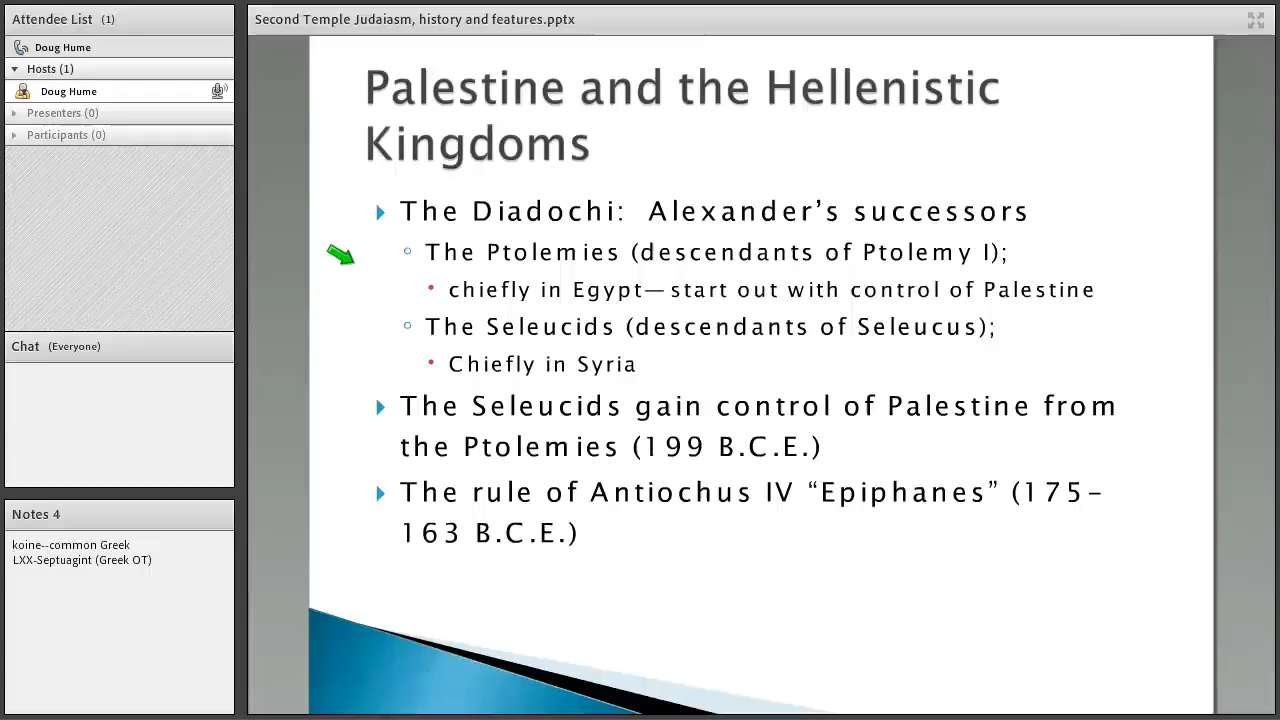 Attendee List (1)
Doug Hume
Hosts (1)
Doug Hume
Presenters (0)
Participants (0)
Chat (Everyone)
Notes 4
koine--common Greek
LXX-Septuagint (Greek OT)
Second Temple Judaiasm, history and features.pptx
Palestine and the Hellenistic
Kingdoms
The Diadochi: Alexander’s successors
The Ptolemies (descendants of Ptolemy I);
chiefly in Egypt—start out with control of Palestine
The Seleucids (descendants of Seleucus);
Chiefly in Syria
The Seleucids gain control of Palestine from
the Ptolemies (199 B.C.E.)
The rule of Antiochus IV “Epiphanes” (175-
163 B.C.E.)